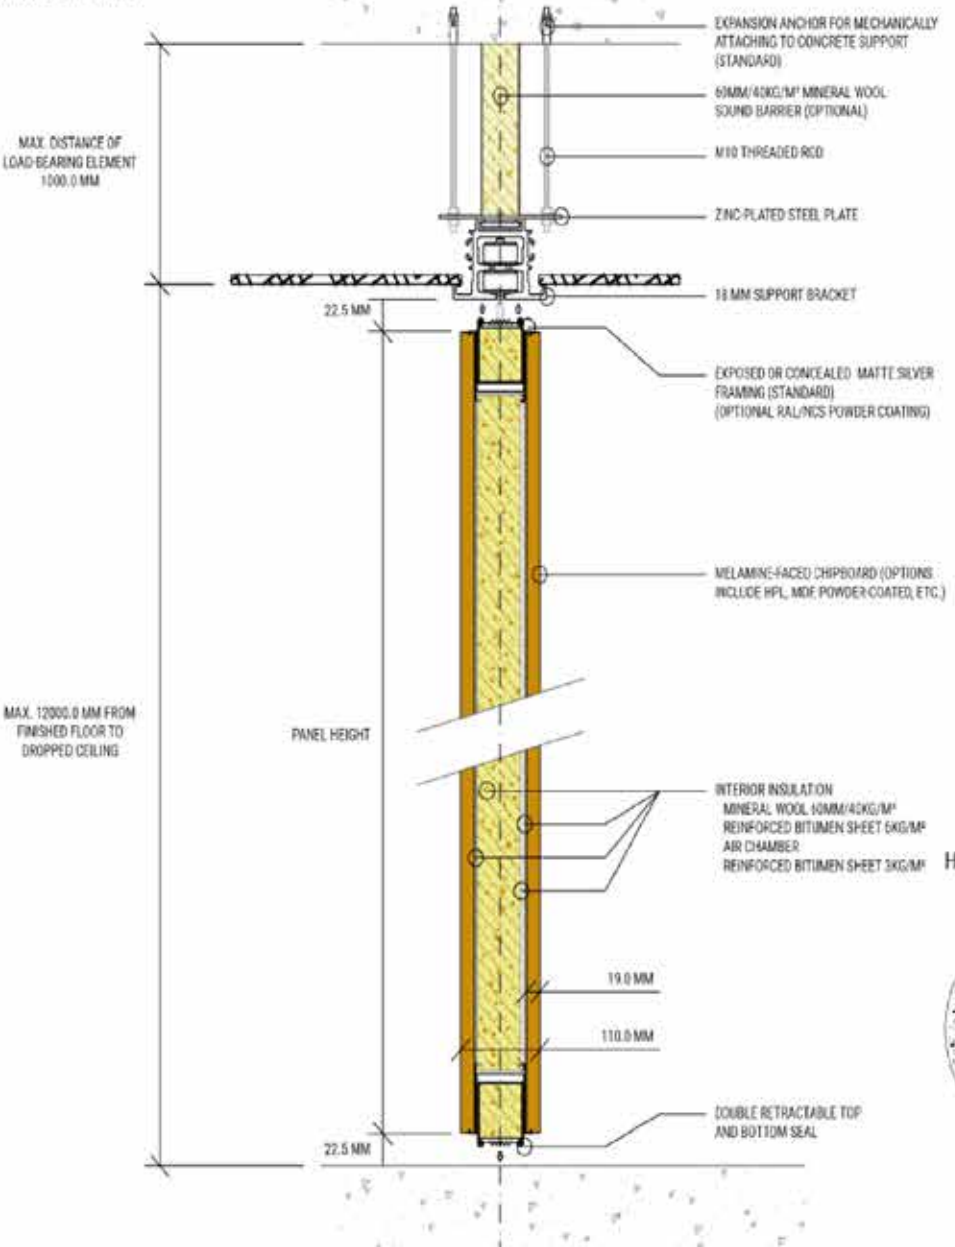 EXPANSION ANCHOR FOR MECHANICALLY
ATTACHING TO CONCRETE SUPPORT
(STANDARD)
60MM/40KG/M³ MINERAL WOOL
SOUND BARRIER (OPTIONAL)
MAX. DISTANCE OF
LOAD-BEARING ELEMENT
1000.0 MM
M10 THREADED ROD
ZINC-PLATED STEEL PLATE
18 MM SUPPORT BRACKET
22.5 MM
EXPOSED OR CONCEALED MATTE SILVER
FRAMING (STANDARD)
(OPTIONAL RAL/NCS POWDER COATING)
MELAMINE-FACED CHIPBOARD (OPTIONS
INCLUDE HPL, MDF, POWDER-COATED, ETC.)
MAX. 12000.0 MM FROM
FINISHED FLOOR TO
DROPPED CEILING
PANEL HEIGHT
INTERIOR INSULATION
MINERAL WOOL 60MM/40KG/M³
REINFORCED BITUMEN SHEET 6KG/M²
AIR CHAMBER
REINFORCED BITUMEN SHEET 3KG/M²
H
19.0 MM
110.0 MM
DOUBLE RETRACTABLE TOP
AND BOTTOM SEAL
22.5 MM